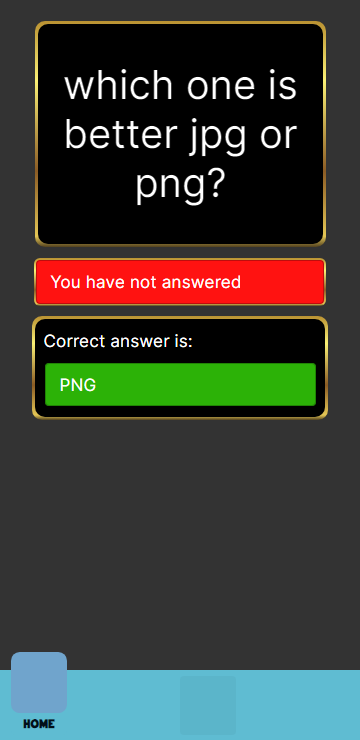 which one is
better jpg or
png?
You have not answered
Correct answer is:
PNG
HOME